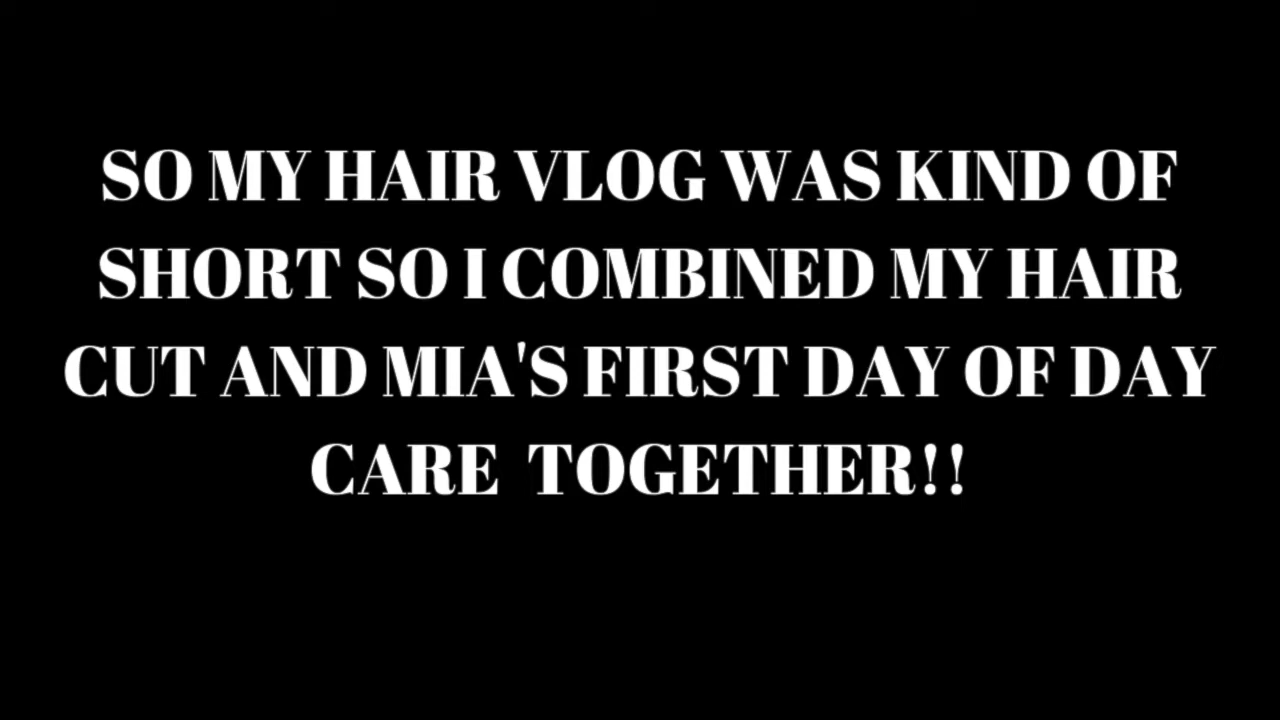 SO MY HAIR VLOG WAS KIND OF
SHORT SO I COMBINED MY HAIR
CUT AND MIA'S FIRST DAY OF DAY
CARE TOGETHER!!